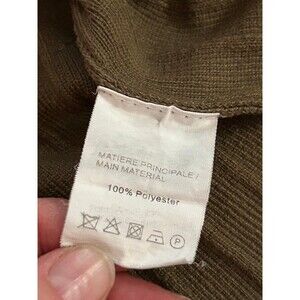 MATIERE PRINCIPALE /
MAIN MATERIAL
100% Polyester
P